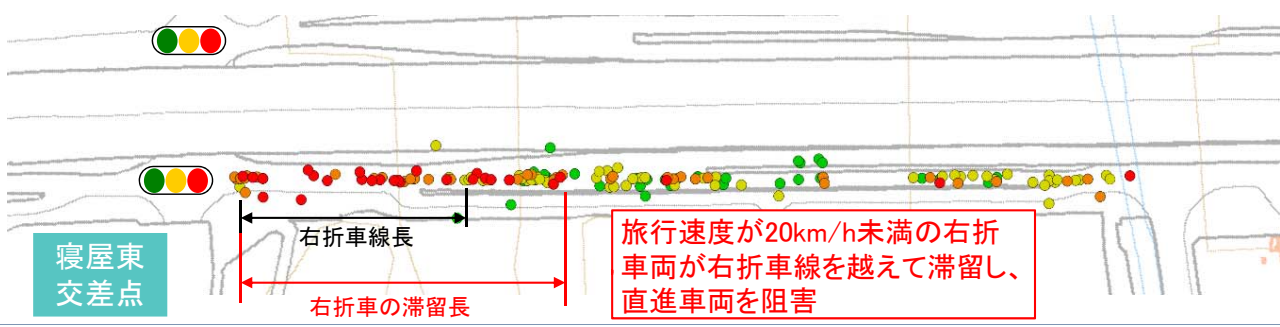 右折車線長
寝屋東
交差点
右折車の滞留長
旅行速度が20km/h未満の右折
車両が右折車線を越えて滞留し、
直進車両を阻害